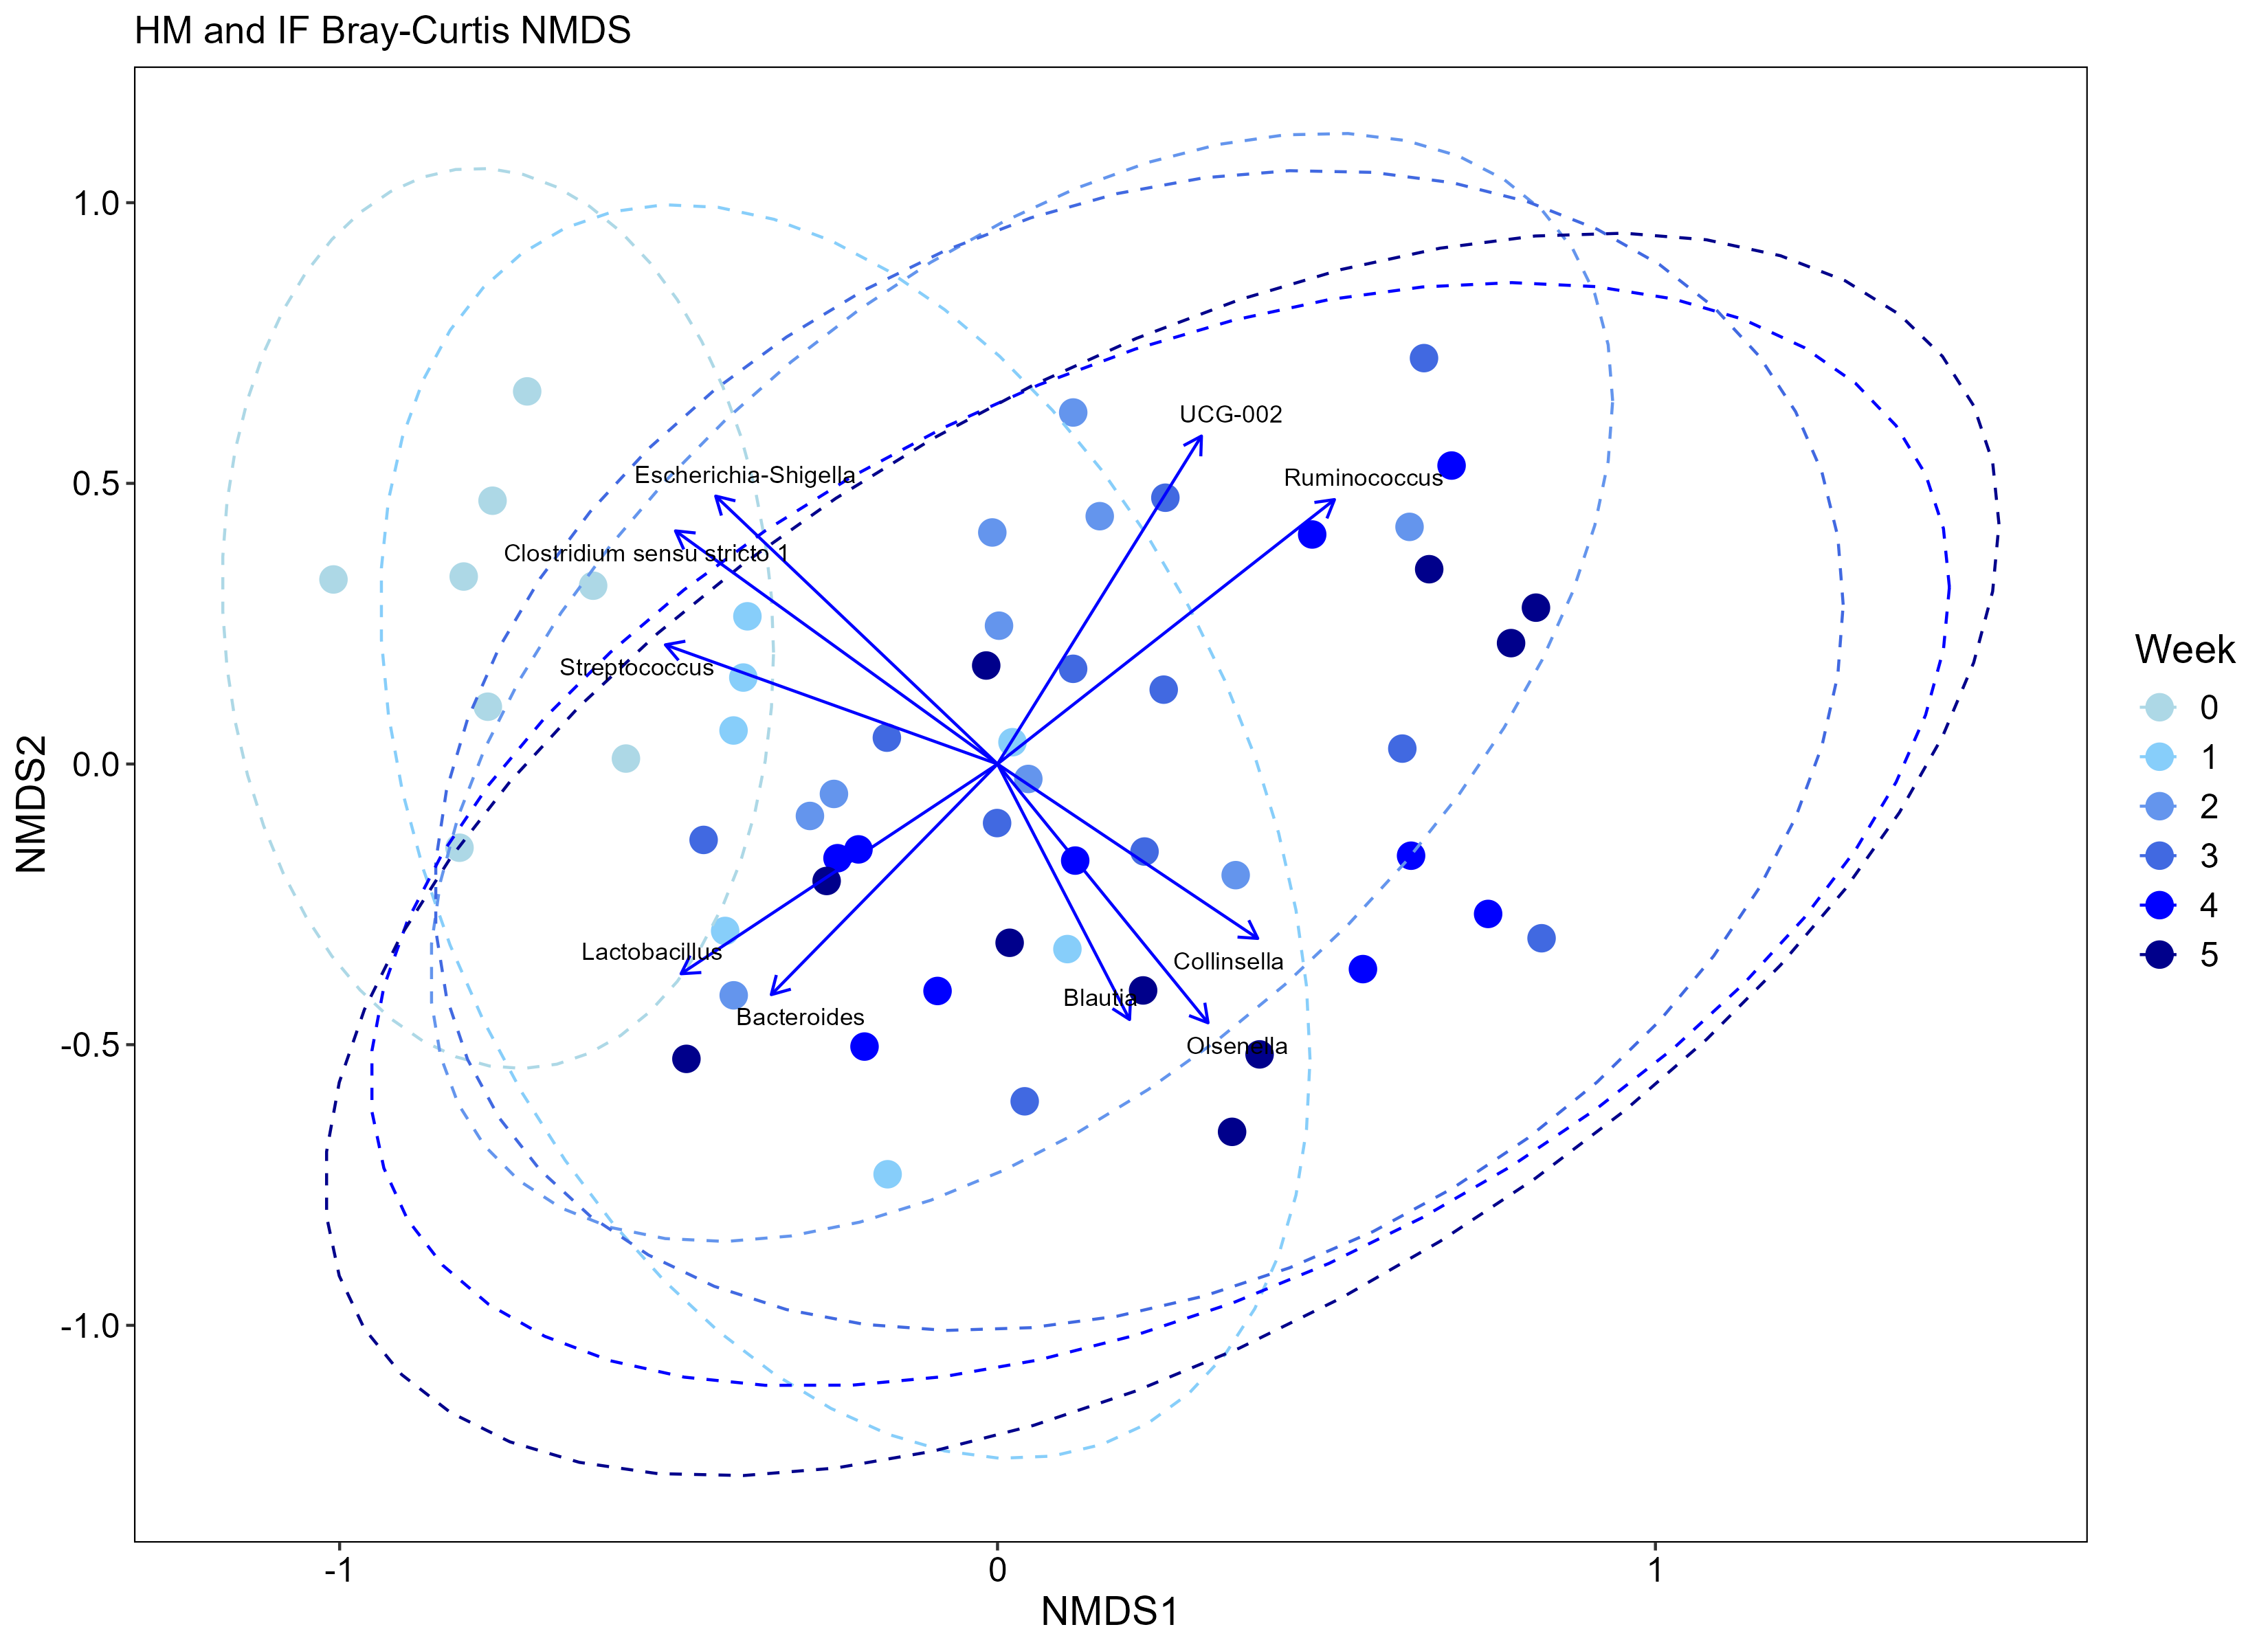 HM and IF Bray-Curtis NMDS
1.0
0.5
0.0
-0.5
-1.0
NMDS2
UCG-002
Escherichia-Shigella
Ruminococcus
Clostridium sensu stricto 1
Streptococcus
Lactobacillus
Collinsella
Blautia
Bacteroides
Olsenella
-1
0
1
NMDS1
Week
0
1
2
3
4
5